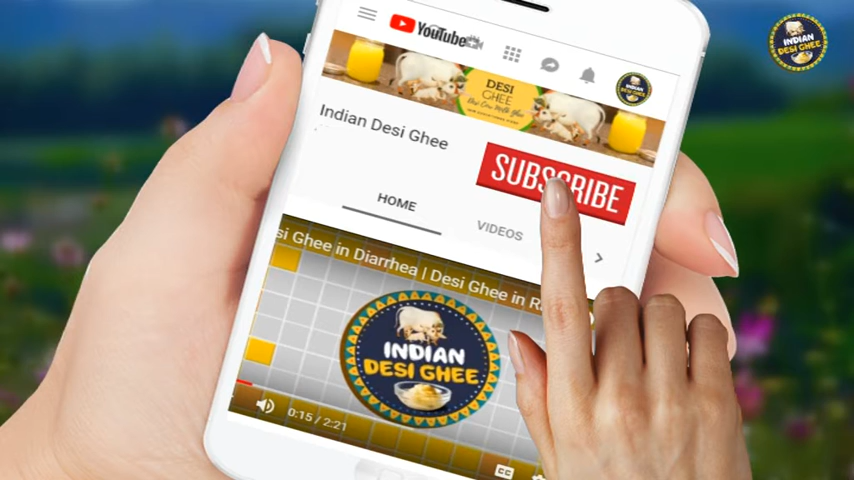 YouTube
INDIAN
DESI GHEE
DESI
GHEE
Indian Desi Ghee
SUBSCRIBE
HOME
VIDEOS
si Ghee in Diarrhea | Desi Ghee in R
INDIAN
DESI GHEE
0:15 / 2:21
CC